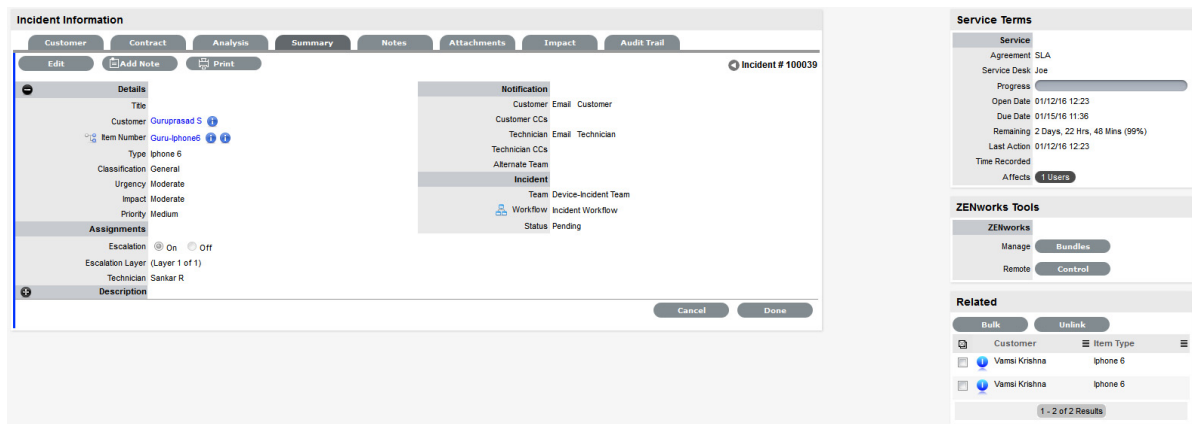 Incident Information
Customer Contract Analysis Summary Notes Attachments Impact Audit Trail
Edit Add Note Print
Incident # 100039
Details
Title
Customer Guruprasad S
Item Number Guru-Iphone6
Type Iphone 6
Classification General
Urgency Moderate
Impact Moderate
Priority Medium
Assignments
Escalation On Off
Escalation Layer (Layer 1 of 1)
Technician Sankar R
Description
Notification
Customer Email Customer
Customer CCs
Technician Email Technician
Technician CCs
Alternate Team
Incident
Team Device-Incident Team
Workflow Incident Workflow
Status Pending
Cancel Done
Service Terms
Service
Agreement SLA
Service Desk Joe
Progress
Open Date 01/12/16 12:23
Due Date 01/15/16 11:36
Remaining 2 Days, 22 Hrs, 48 Mins (99%)
Last Action 01/12/16 12:23
Time Recorded
Affects 1 Users
ZENworks Tools
ZENworks
Manage Bundles
Remote Control
Related
Bulk Unlink
Customer Item Type
Vamsi Krishna Iphone 6
Vamsi Krishna Iphone 6
1 - 2 of 2 Results